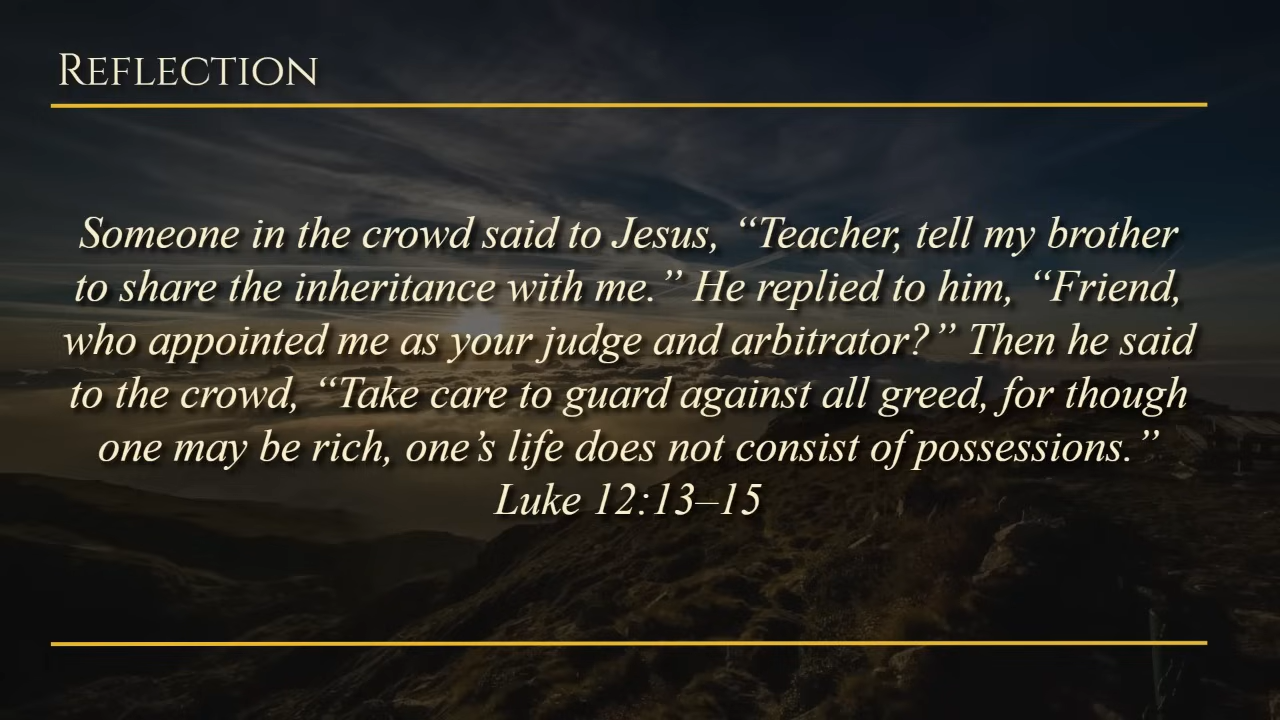 Reflection
Someone in the crowd said to Jesus, “Teacher, tell my brother
to share the inheritance with me.” He replied to him, “Friend,
who appointed me as your judge and arbitrator?” Then he said
to the crowd, “Take care to guard against all greed, for though
one may be rich, one’s life does not consist of possessions.”
Luke 12:13–15